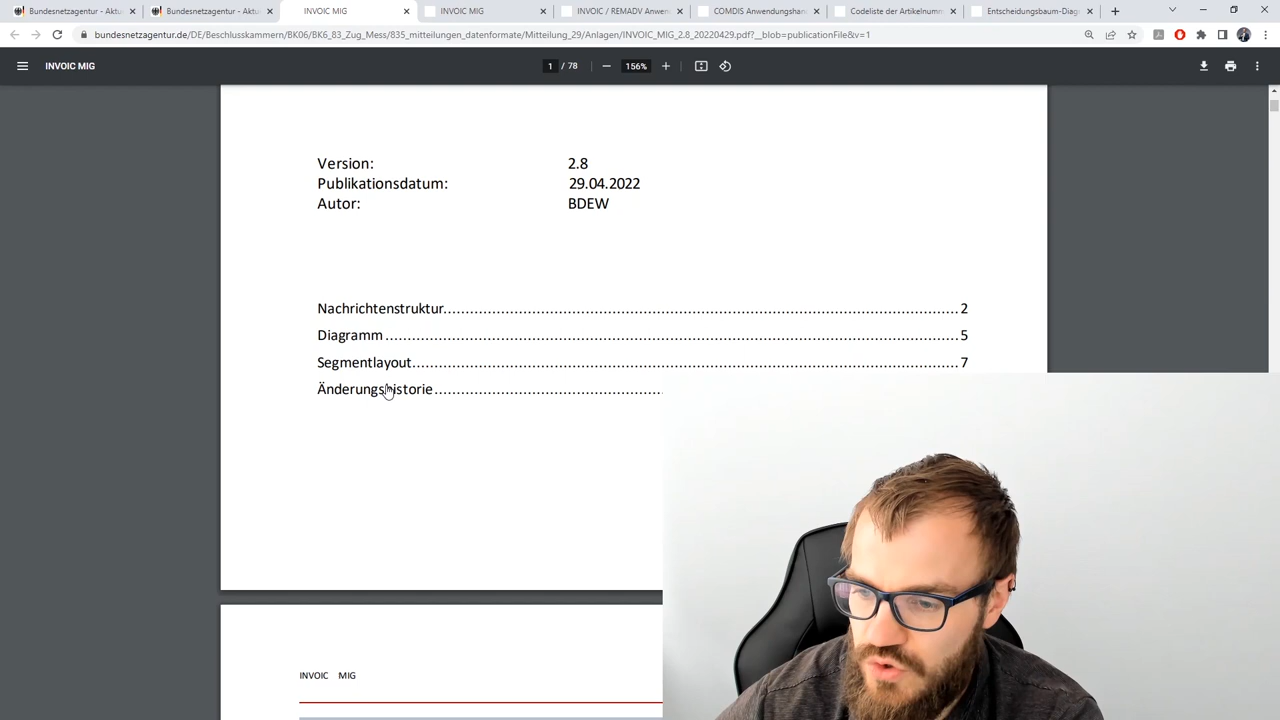 Bundesnetzagentur - Aktu
Bundesnetzagentur - Aktu
INVOIC MIG
INVOIC MIG
INVOIC / REMADV Anwen
COMDIS Anwendungshan
Codeliste der Artikelnumm
Entscheidungsbaum-Diag
bundesnetzagentur.de/DE/Beschlusskammern/BK06/BK6_83_Zug_Mess/835_mitteilungen_datenformate/Mitteilung_29/Anlagen/INVOIC_MIG_2.8_20220429.pdf?__blob=publicationFile&v=1
INVOIC MIG
1 / 78
156%
Version: 2.8
Publikationsdatum: 29.04.2022
Autor: BDEW
Nachrichtenstruktur 2
Diagramm 5
Segmentlayout 7
Änderungshistorie
INVOIC MIG